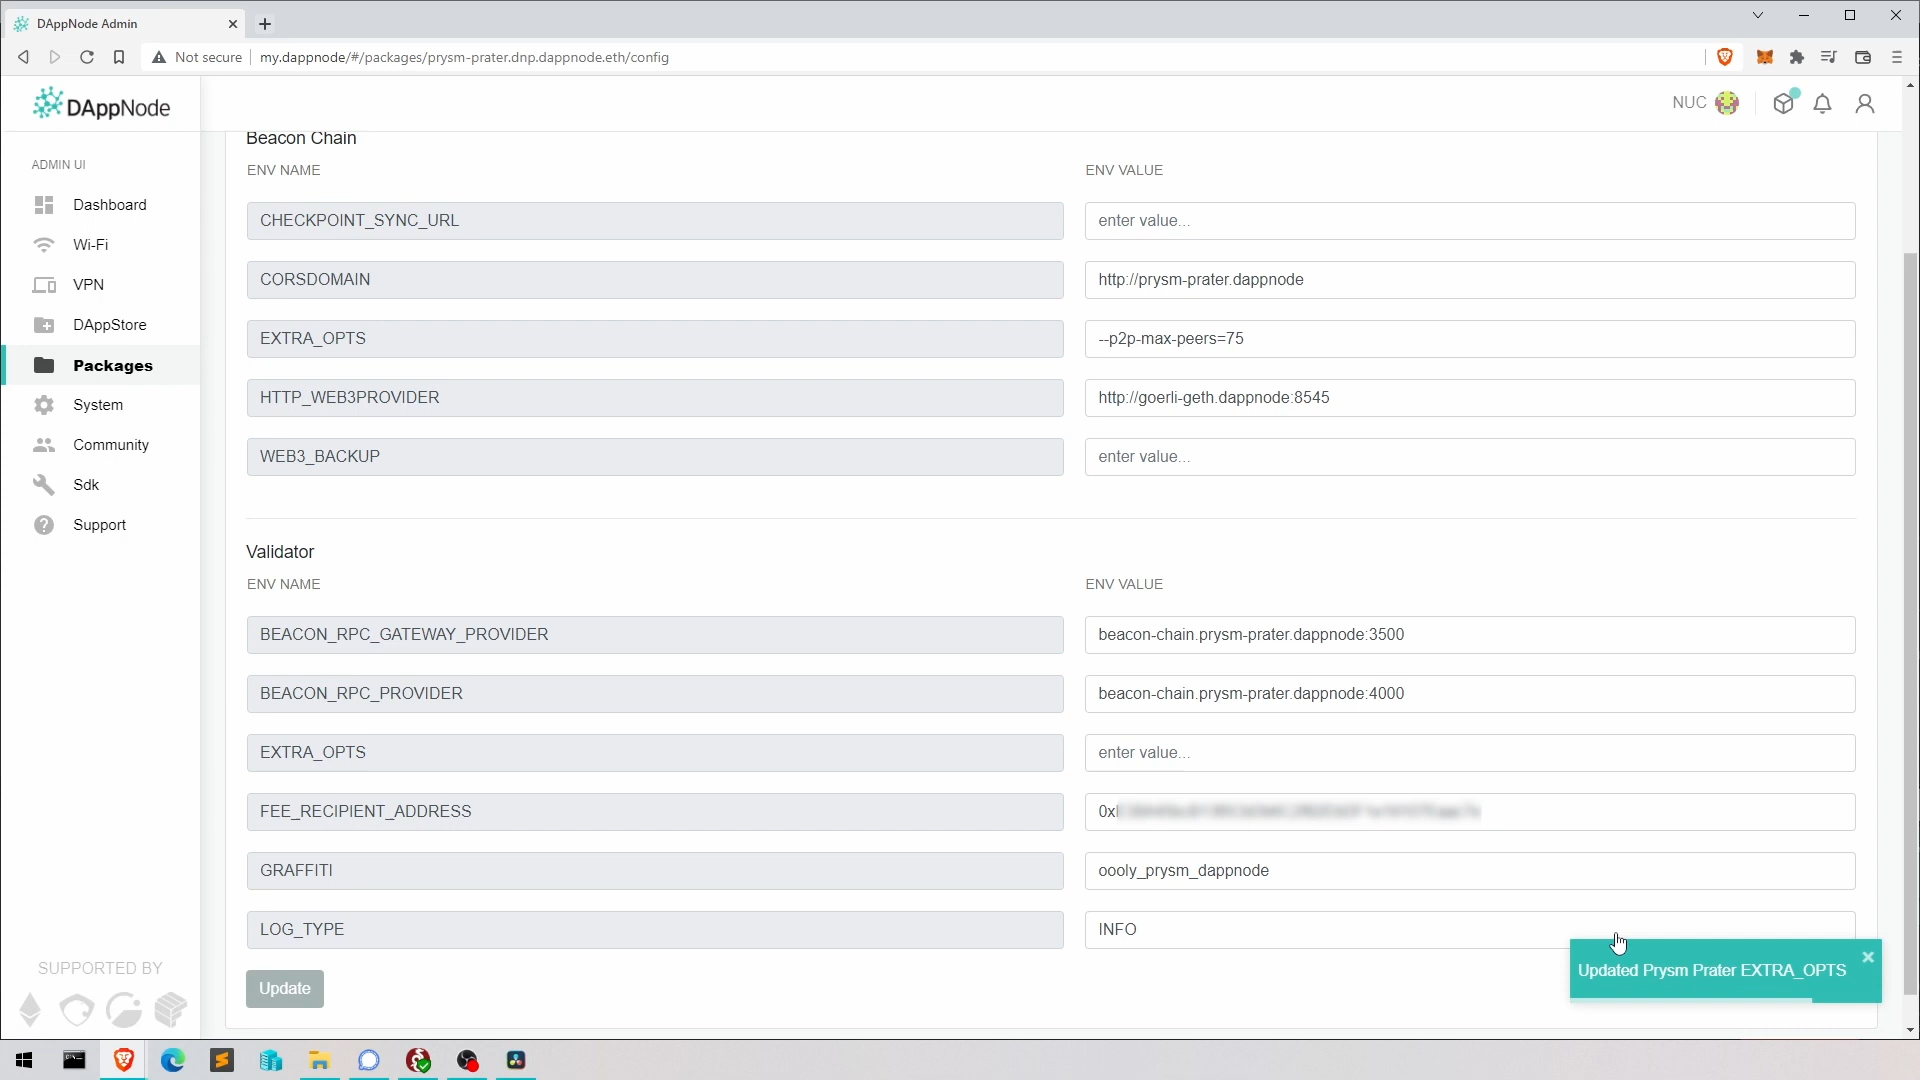 DAppNode Admin
Not secure
my.dappnode/#/packages/prysm-prater.dnp.dappnode.eth/config
DAppNode
NUC
ADMIN UI
Dashboard
Wi-Fi
VPN
DAppStore
Packages
System
Community
Sdk
Support
SUPPORTED BY
Beacon Chain
ENV NAME
ENV VALUE
CHECKPOINT_SYNC_URL
enter value...
CORSDOMAIN
http://prysm-prater.dappnode
EXTRA_OPTS
--p2p-max-peers=75
HTTP_WEB3PROVIDER
http://goerli-geth.dappnode:8545
WEB3_BACKUP
enter value...
Validator
ENV NAME
ENV VALUE
BEACON_RPC_GATEWAY_PROVIDER
beacon-chain.prysm-prater.dappnode:3500
BEACON_RPC_PROVIDER
beacon-chain.prysm-prater.dappnode:4000
EXTRA_OPTS
enter value...
FEE_RECIPIENT_ADDRESS
GRAFFITI
oooly_prysm_dappnode
LOG_TYPE
INFO
Update
Updated Prysm Prater EXTRA_OPTS